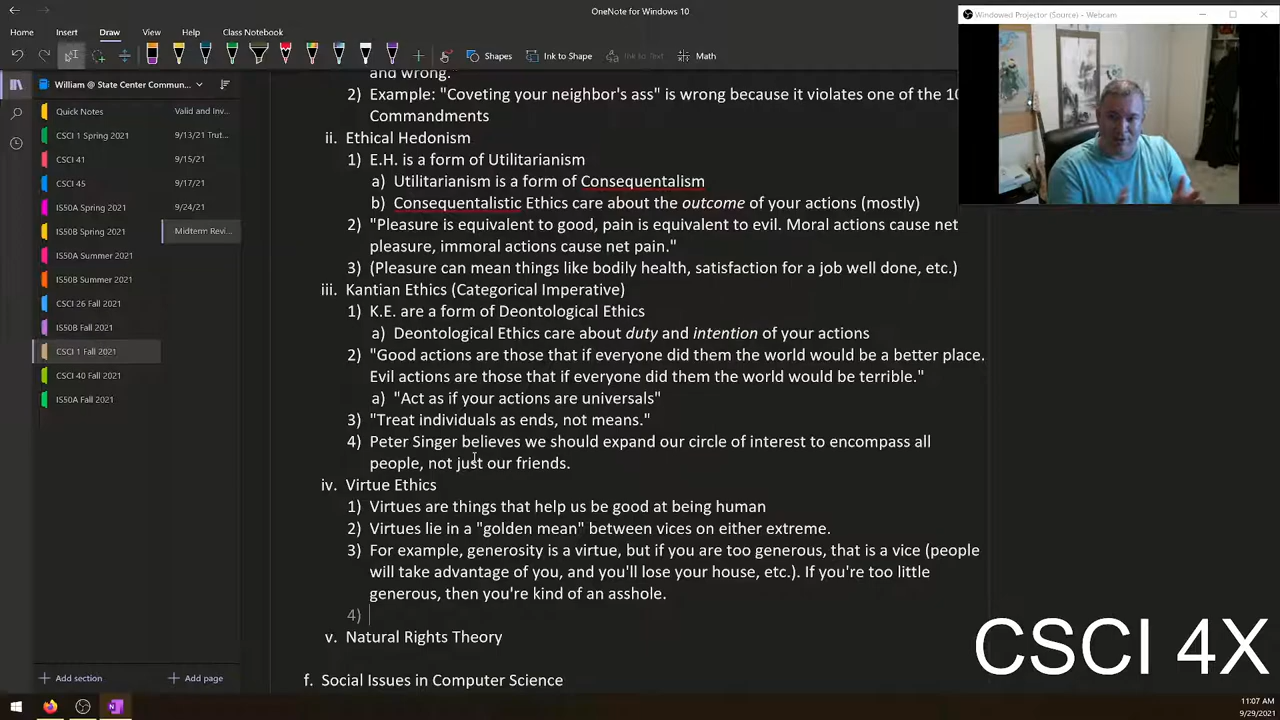 OneNote for Windows 10
Windowed Projector (Source) - Webcam
ome Insert Draw View Help Class Notebook
Shapes Ink to Shape Ink to Text Math
William @ State Center Commun...
Quick Notes
CSCI 1 Spring 2021
CSCI 41
CSCI 45
IS50A Spring 2021
IS50B Spring 2021
IS50A Summer 2021
IS50B Summer 2021
CSCI 26 Fall 2021
IS50B Fall 2021
CSCI 1 Fall 2021
CSCI 40 Fall 2021
IS50A Fall 2021
Add section
Valid and Inv...
9/13/21 Trut...
9/15/21
9/17/21
9/24/21
Midterm Revi...
Add page
and wrong.
2) Example: "Coveting your neighbor's ass" is wrong because it violates one of the 10
Commandments
ii. Ethical Hedonism
1) E.H. is a form of Utilitarianism
a) Utilitarianism is a form of Consequentalism
b) Consequentalistic Ethics care about the outcome of your actions (mostly)
2) "Pleasure is equivalent to good, pain is equivalent to evil. Moral actions cause net
pleasure, immoral actions cause net pain."
3) (Pleasure can mean things like bodily health, satisfaction for a job well done, etc.)
iii. Kantian Ethics (Categorical Imperative)
1) K.E. are a form of Deontological Ethics
a) Deontological Ethics care about duty and intention of your actions
2) "Good actions are those that if everyone did them the world would be a better place.
Evil actions are those that if everyone did them the world would be terrible."
a) "Act as if your actions are universals"
3) "Treat individuals as ends, not means."
4) Peter Singer believes we should expand our circle of interest to encompass all
people, not just our friends.
iv. Virtue Ethics
1) Virtues are things that help us be good at being human
2) Virtues lie in a "golden mean" between vices on either extreme.
3) For example, generosity is a virtue, but if you are too generous, that is a vice (people
will take advantage of you, and you'll lose your house, etc.). If you're too little
generous, then you're kind of an asshole.
4)
v. Natural Rights Theory
f. Social Issues in Computer Science
CSCI 4X
11:07 AM
9/29/2021